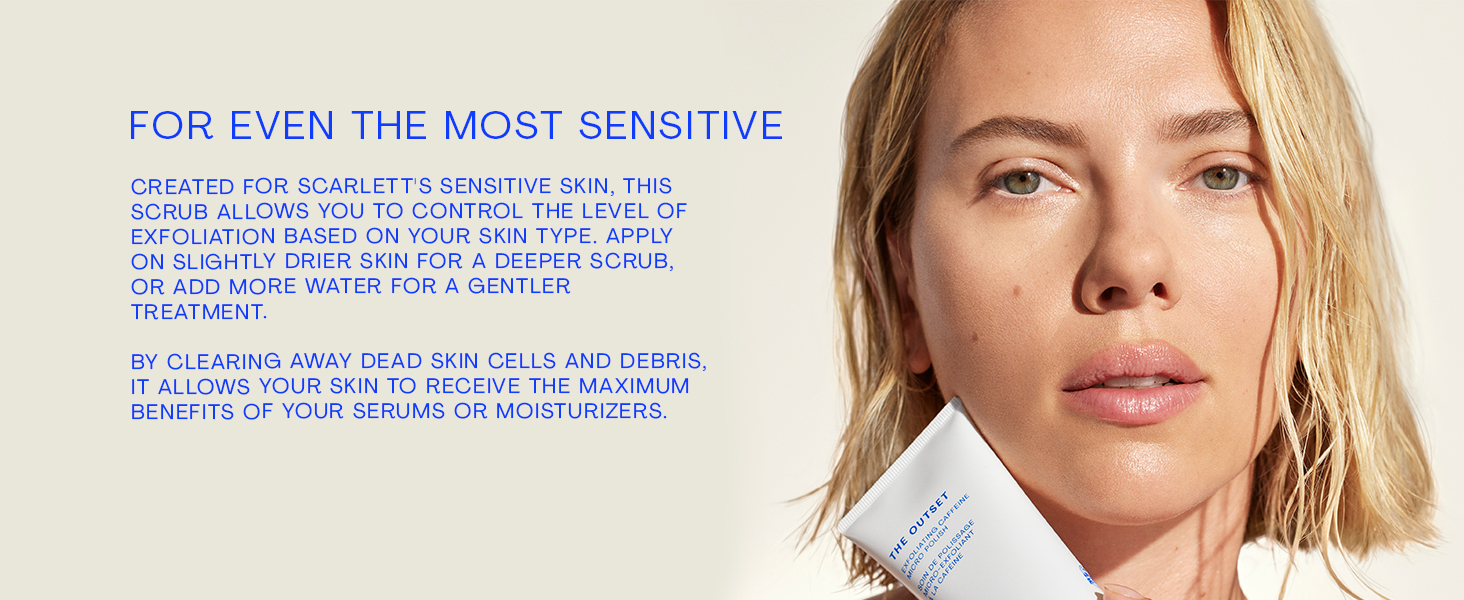 FOR EVEN THE MOST SENSITIVE
CREATED FOR SCARLETT'S SENSITIVE SKIN, THIS
SCRUB ALLOWS YOU TO CONTROL THE LEVEL OF
EXFOLIATION BASED ON YOUR SKIN TYPE. APPLY
ON SLIGHTLY DRIER SKIN FOR A DEEPER SCRUB,
OR ADD MORE WATER FOR A GENTLER
TREATMENT.
BY CLEARING AWAY DEAD SKIN CELLS AND DEBRIS,
IT ALLOWS YOUR SKIN TO RECEIVE THE MAXIMUM
BENEFITS OF YOUR SERUMS OR MOISTURIZERS.
THE OUTSET
EXFOLIATING CAFFEINE
MICRO POLISH
SOIN DE POLISSAGE
MICRO-EXFOLIANT
À LA CAFÉINE